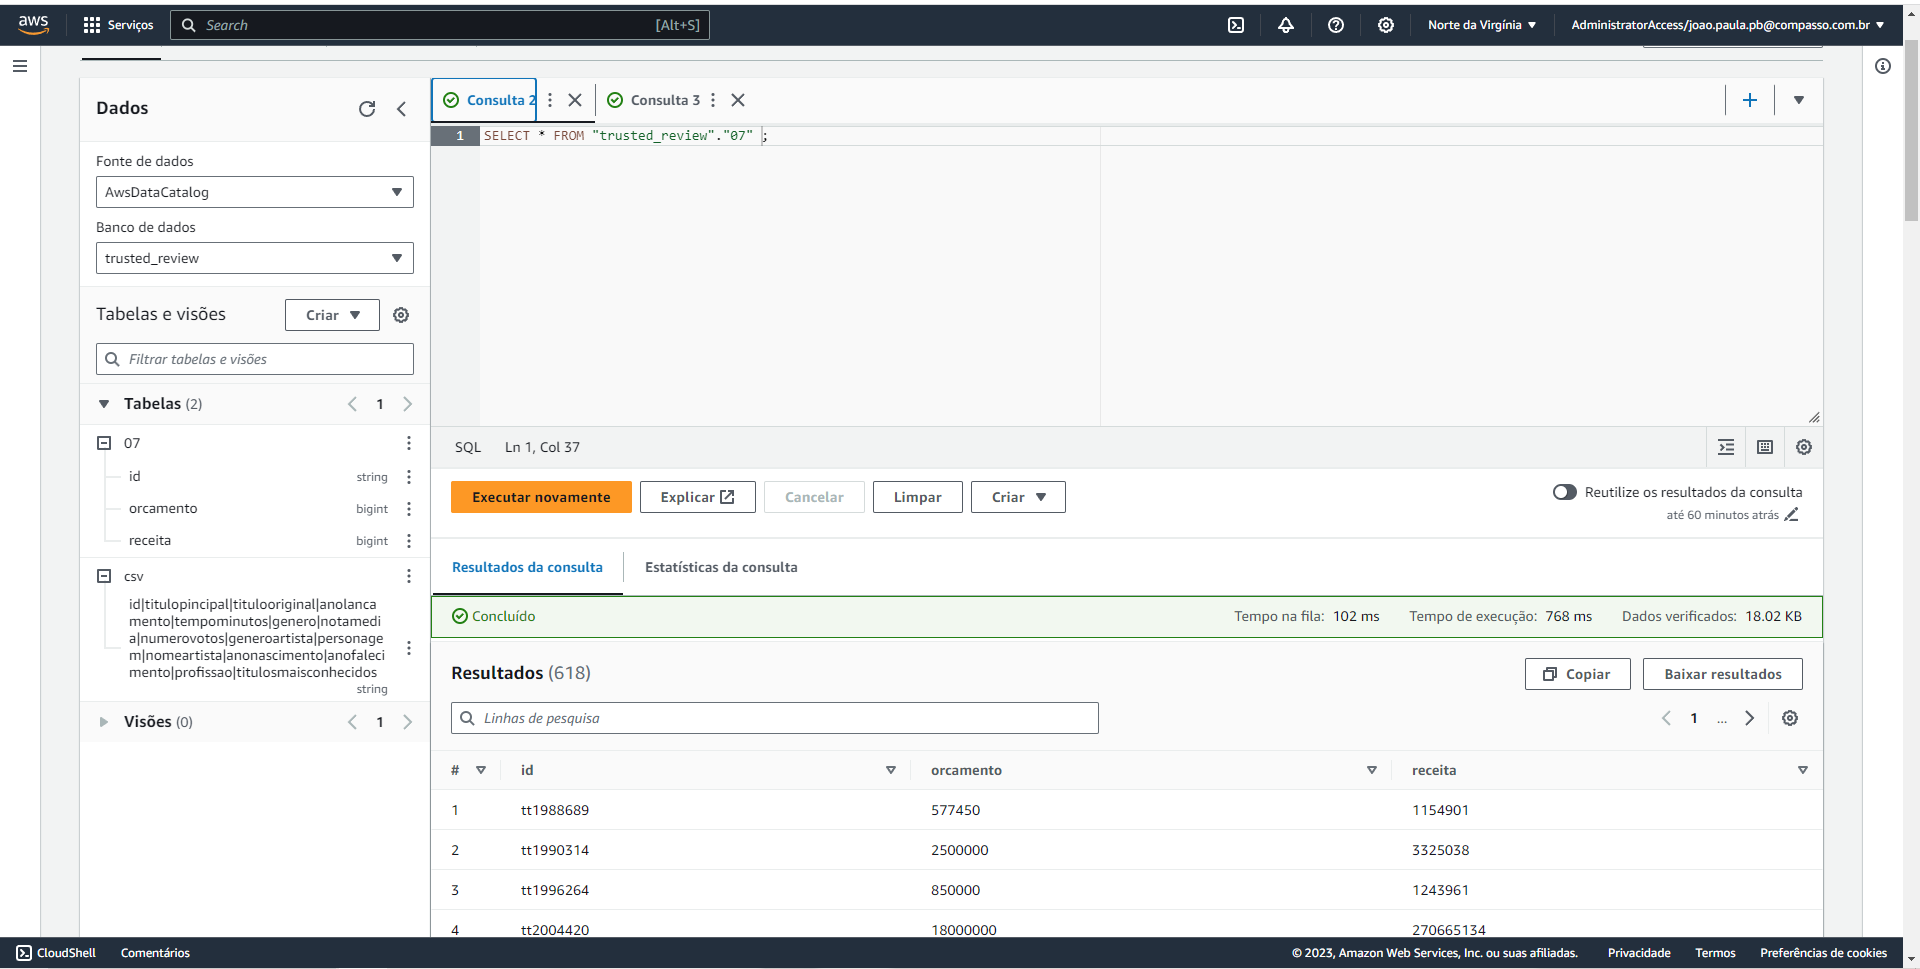 aws
Serviços
Search
[Alt+S]
Norte da Virgínia
AdministratorAccess/joao.paula.pb@compasso.com.br
Dados
Fonte de dados
AwsDataCatalog
Banco de dados
trusted_review
Tabelas e visões
Criar
Filtrar tabelas e visões
Tabelas (2)
1
07
id
string
orcamento
bigint
receita
bigint
csv
id|titulopincipal|titulooriginal|anolanca
mento|tempominutos|genero|notamedi
a|numerovotos|generoartista|personage
m|nomeartista|anonascimento|anofaleci
mento|profissao|titulosmaisconhecidos
string
Visões (0)
1
Consulta 2
Consulta 3
1 SELECT * FROM "trusted_review"."07" ;
SQL Ln 1, Col 37
Executar novamente
Explicar
Cancelar
Limpar
Criar
Reutilize os resultados da consulta
até 60 minutos atrás
Resultados da consulta
Estatísticas da consulta
Concluído
Tempo na fila: 102 ms
Tempo de execução: 768 ms
Dados verificados: 18.02 KB
Resultados (618)
Copiar
Baixar resultados
Linhas de pesquisa
1 ...
# id orcamento receita
1 tt1988689 577450 1154901
2 tt1990314 2500000 3325038
3 tt1996264 850000 1243961
4 tt2004420 18000000 270665134
CloudShell
Comentários
© 2023, Amazon Web Services, Inc. ou suas afiliadas.
Privacidade
Termos
Preferências de cookies